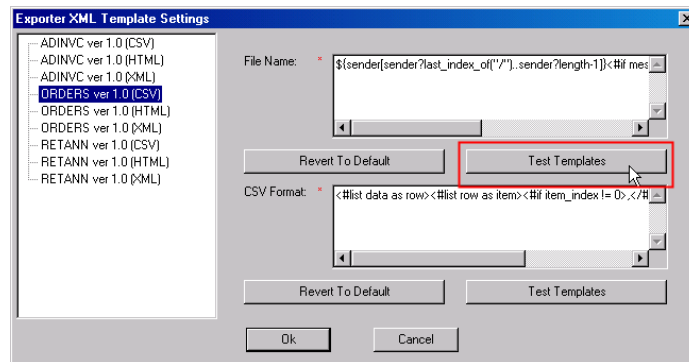 Exporter XML Template Settings
ADINVC ver 1.0 (CSV)
ADINVC ver 1.0 (HTML)
ADINVC ver 1.0 (XML)
ORDERS ver 1.0 (CSV)
ORDERS ver 1.0 (HTML)
ORDERS ver 1.0 (XML)
RETANN ver 1.0 (CSV)
RETANN ver 1.0 (HTML)
RETANN ver 1.0 (XML)
File Name: * ${sender[sender?last_index_of("/")..sender?length-1]}<#if mes
Revert To Default Test Templates
CSV Format: * <#list data as row><#list row as item><#if item_index != 0>,</#
Revert To Default Test Templates
Ok Cancel